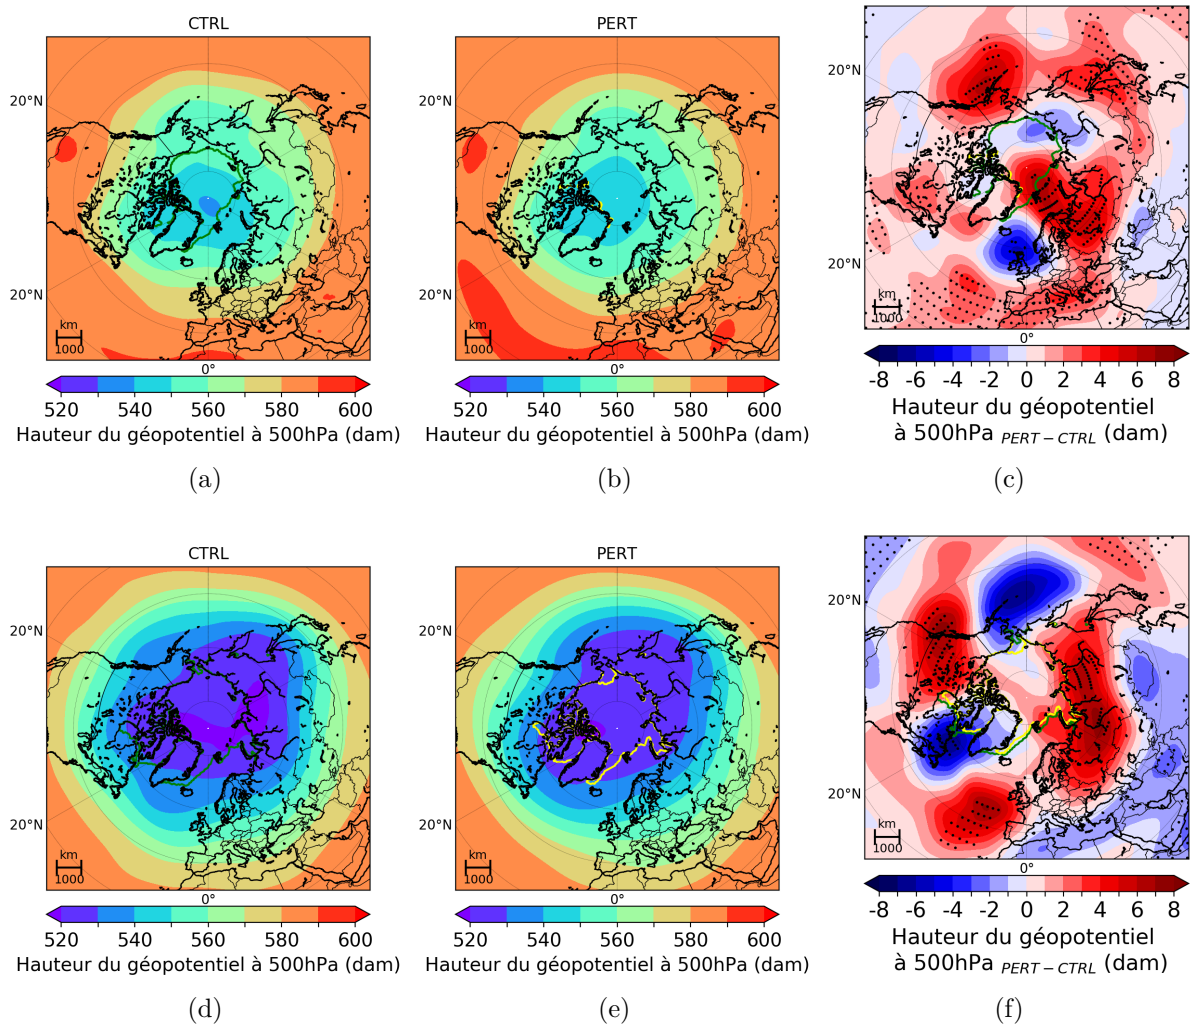 CTRL
PERT
20°N
20°N
km
1000
0°
520 540 560 580 600
Hauteur du géopotentiel à 500hPa (dam)
(a)
20°N
20°N
km
1000
0°
520 540 560 580 600
Hauteur du géopotentiel à 500hPa (dam)
(b)
20°N
20°N
km
1000
0°
-8 -6 -4 -2 0 2 4 6 8
Hauteur du géopotentiel
à 500hPa PERT−CTRL (dam)
(c)
CTRL
PERT
20°N
20°N
km
1000
0°
520 540 560 580 600
Hauteur du géopotentiel à 500hPa (dam)
(d)
20°N
20°N
km
1000
0°
520 540 560 580 600
Hauteur du géopotentiel à 500hPa (dam)
(e)
20°N
20°N
km
1000
0°
-8 -6 -4 -2 0 2 4 6 8
Hauteur du géopotentiel
à 500hPa PERT−CTRL (dam)
(f)